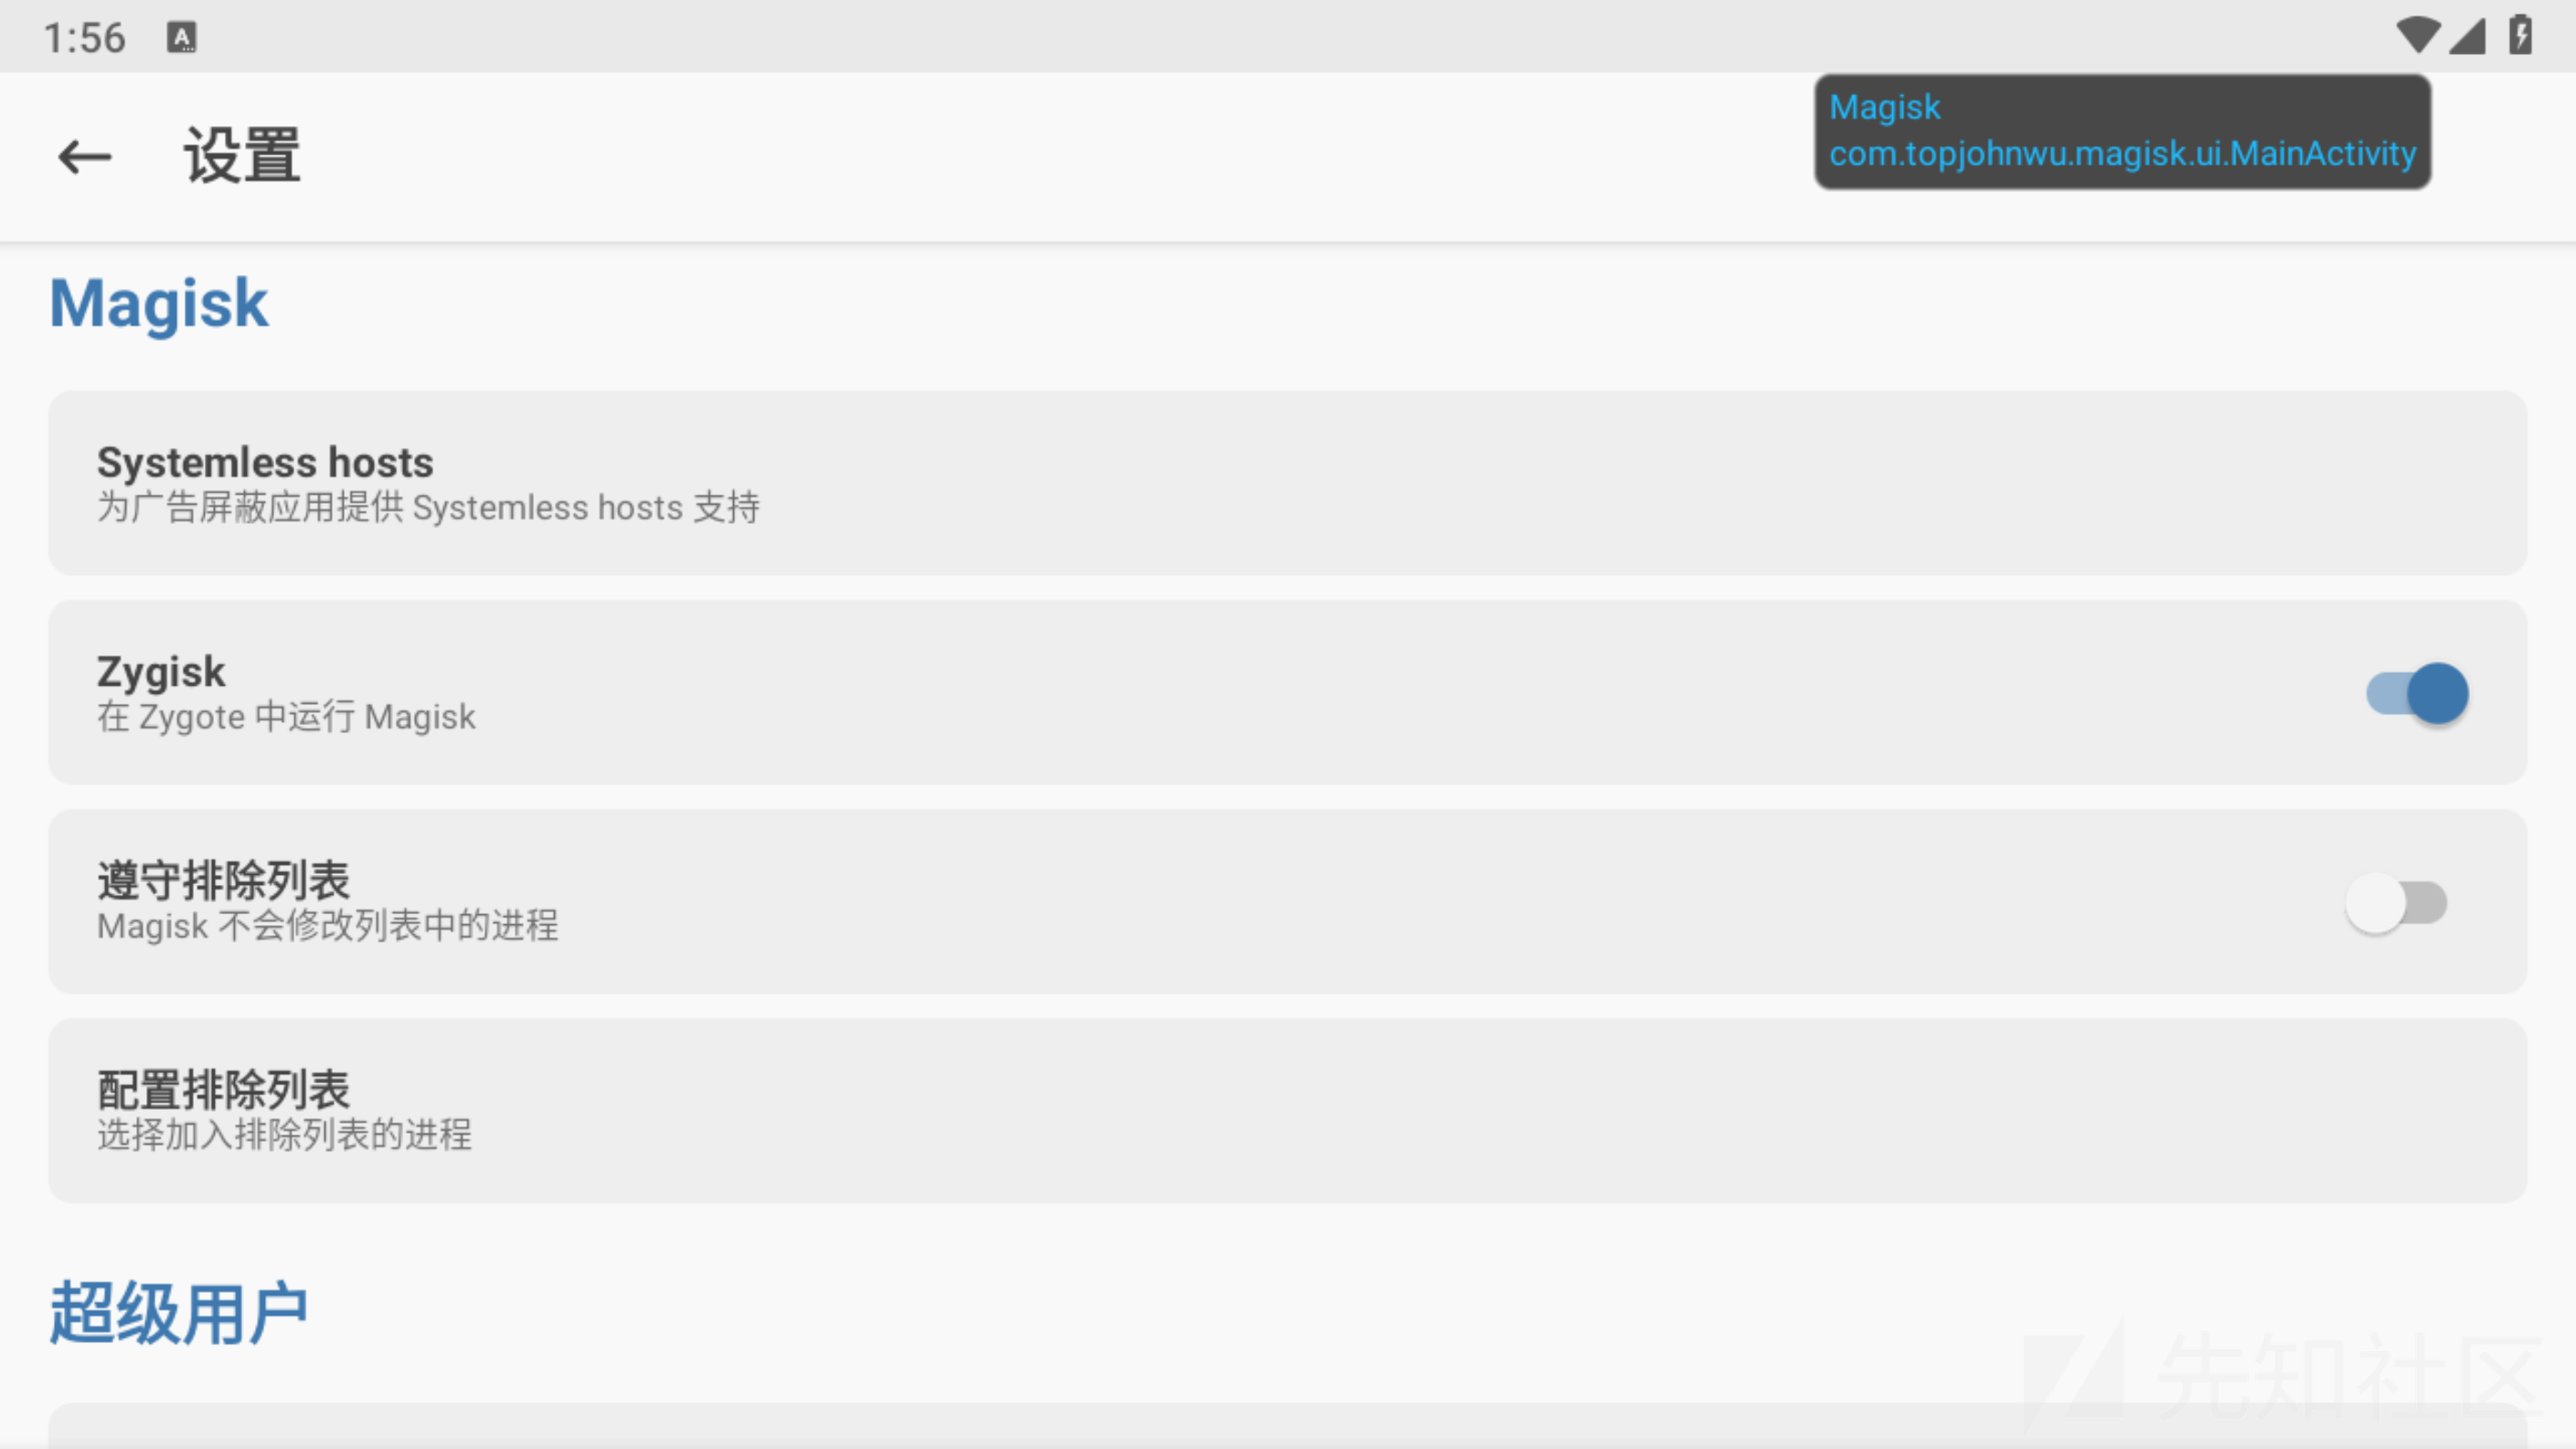 1:56
Magisk
com.topjohnwu.magisk.ui.MainActivity
设置
Magisk
Systemless hosts
为广告屏蔽应用提供 Systemless hosts 支持
Zygisk
在 Zygote 中运行 Magisk
遵守排除列表
Magisk 不会修改列表中的进程
配置排除列表
选择加入排除列表的进程
超级用户
先知社区